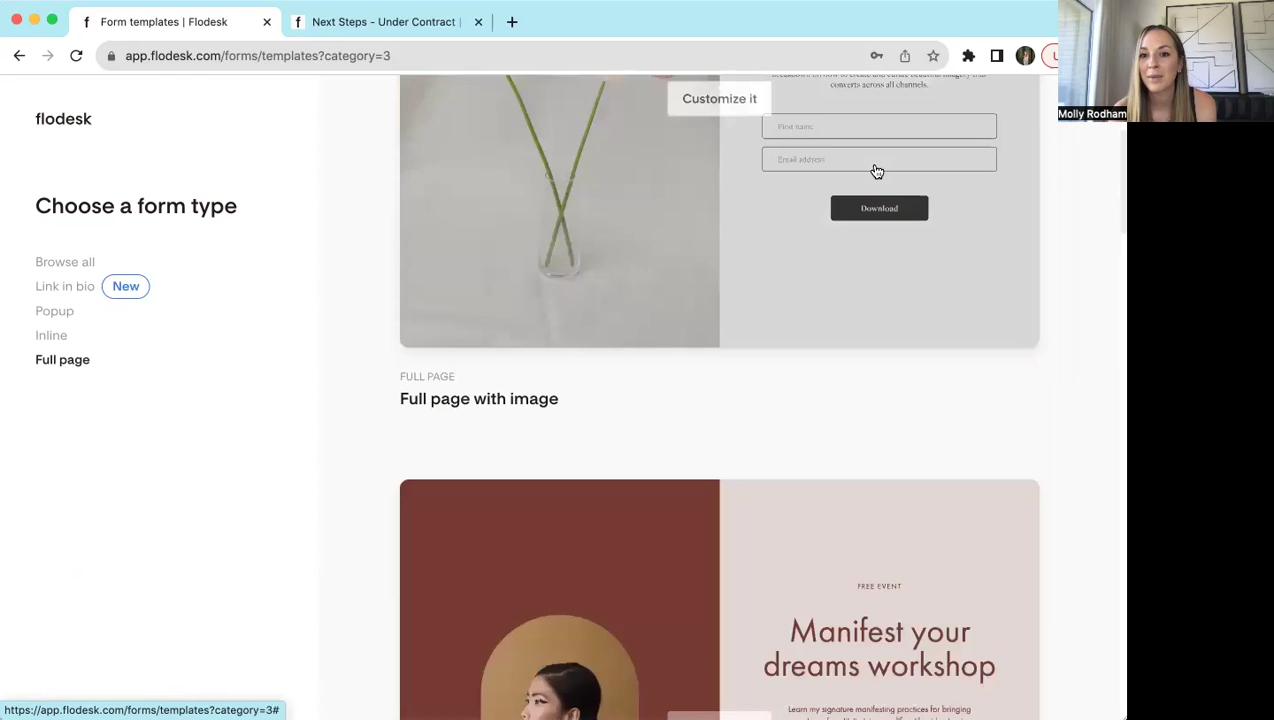 Form templates | Flodesk
Next Steps - Under Contract |
app.flodesk.com/forms/templates?category=3
Molly Rodham
flodesk
Choose a form type
Browse all
Link in bio New
Popup
Inline
Full page
Customize it
converts across all channels.
First name
Email address
Download
FULL PAGE
Full page with image
FREE EVENT
Manifest your
dreams workshop
Learn my signature manifesting practices for bringing
https://app.flodesk.com/forms/templates?category=3#